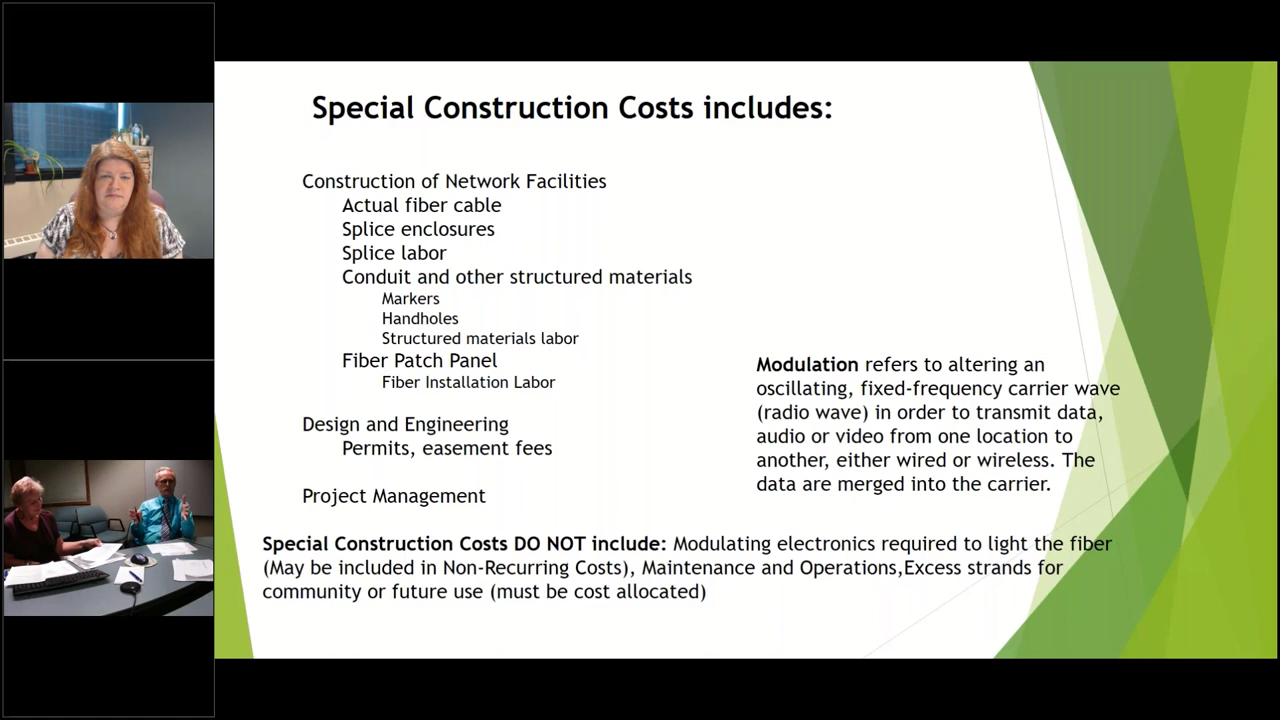 Special Construction Costs includes:
Construction of Network Facilities
Actual fiber cable
Splice enclosures
Splice labor
Conduit and other structured materials
Markers
Handholes
Structured materials labor
Fiber Patch Panel
Fiber Installation Labor
Design and Engineering
Permits, easement fees
Project Management
Modulation refers to altering an
oscillating, fixed-frequency carrier wave
(radio wave) in order to transmit data,
audio or video from one location to
another, either wired or wireless. The
data are merged into the carrier.
Special Construction Costs DO NOT include: Modulating electronics required to light the fiber
(May be included in Non-Recurring Costs), Maintenance and Operations,Excess strands for
community or future use (must be cost allocated)